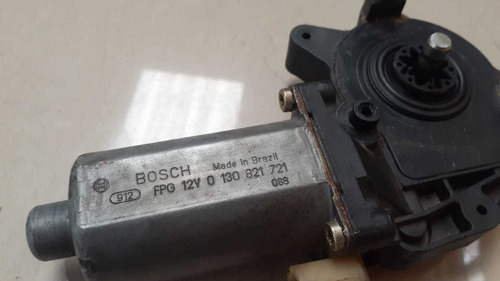 BOSCH Made in Brazil
912 FPG 12V 0 130 821 721
088